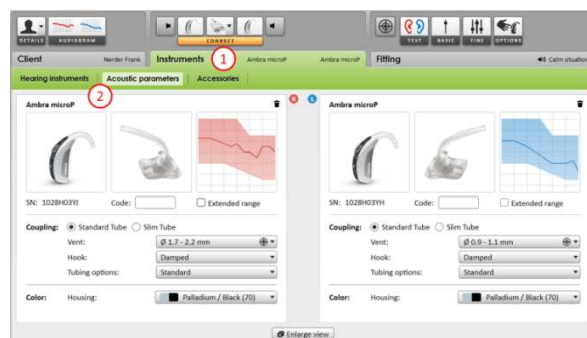 DETAILS AUDIOGRAM CONNECT TEST BASIC FINE OPTIONS
Client Nerder Frank Instruments 1 Ambra microP Ambra microP Fitting Calm situation
Hearing instruments Acoustic parameters Accessories
2
Ambra microP R L Ambra microP
SN: 1028H03YJ Code: Extended range SN: 1028H03YH Code: Extended range
Coupling: Standard Tube Slim Tube Coupling: Standard Tube Slim Tube
Vent: Ø 1.7 - 2.2 mm Vent: Ø 0.9 - 1.1 mm
Hook: Damped Hook: Damped
Tubing options: Standard Tubing options: Standard
Color: Housing: Palladium / Black (70) Color: Housing: Palladium / Black (70)
Enlarge view